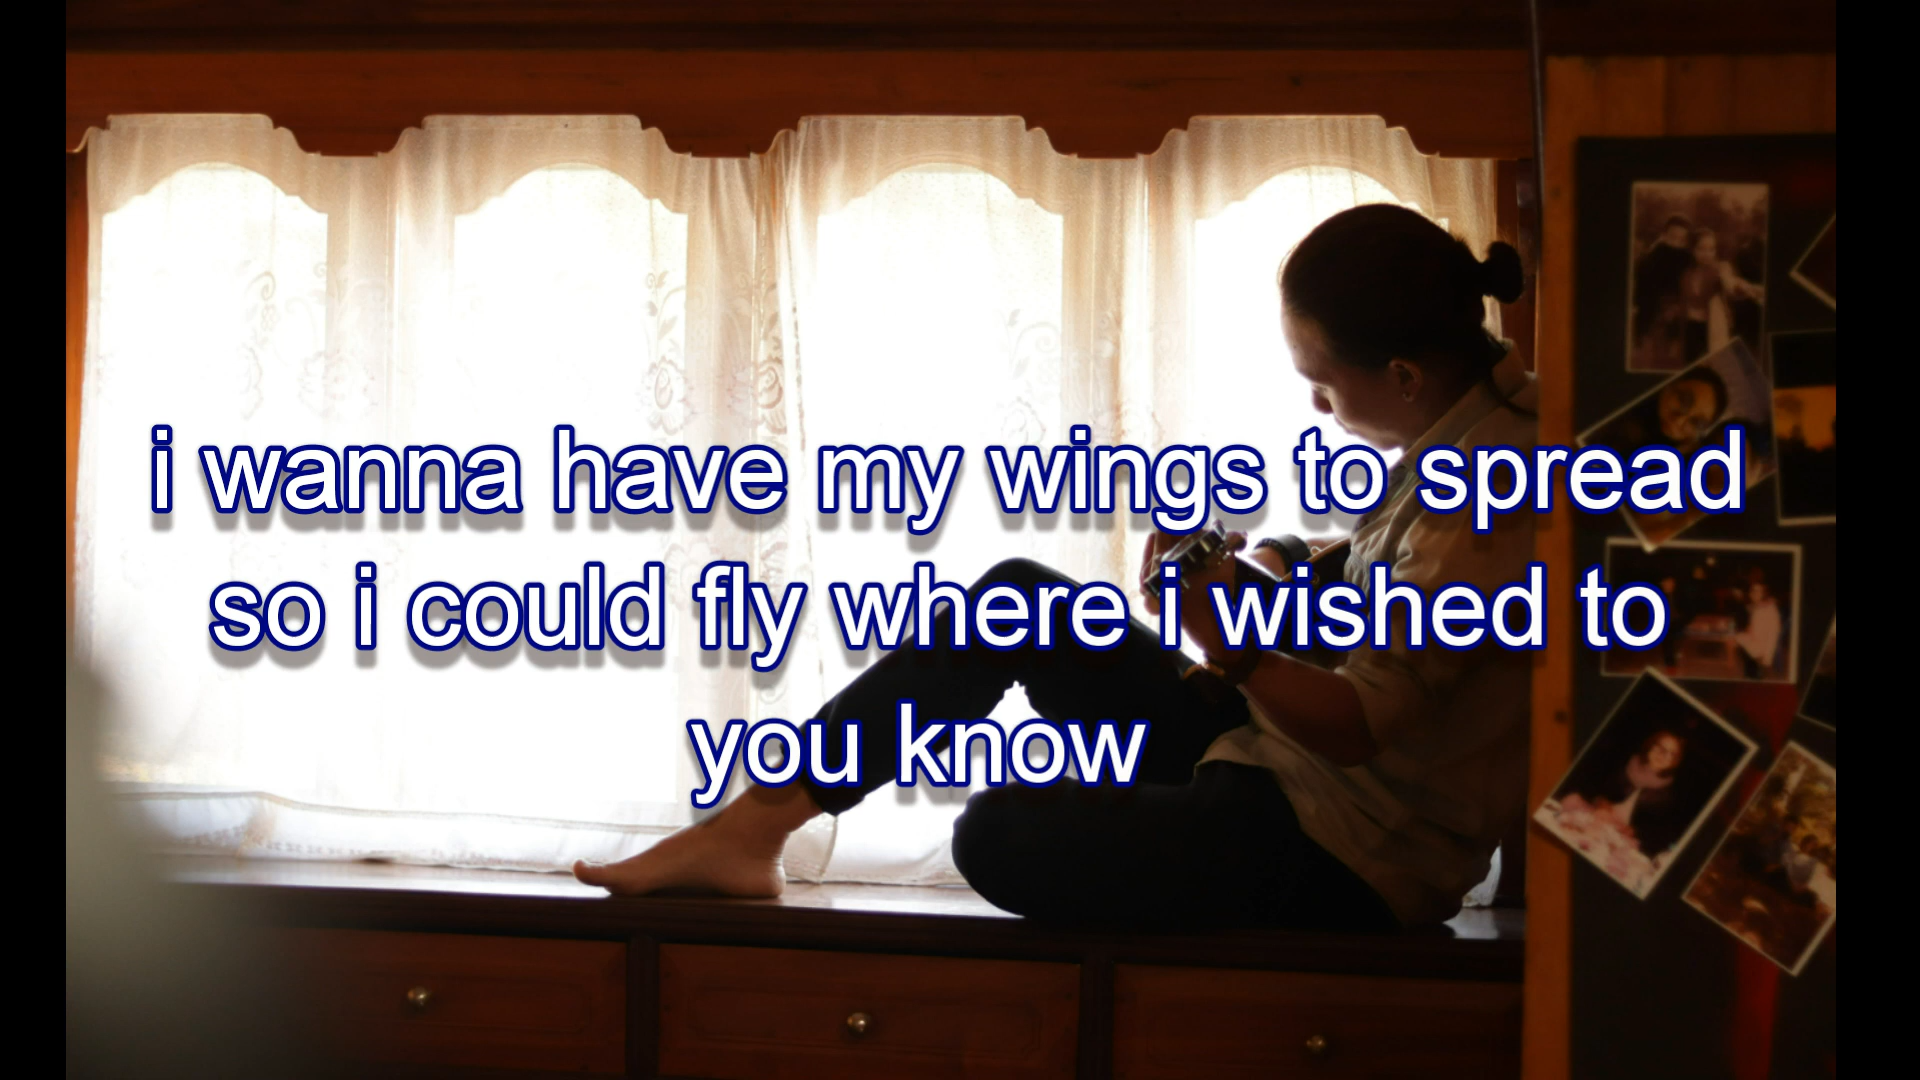 i wanna have my wings to spread
so i could fly where i wished to
you know